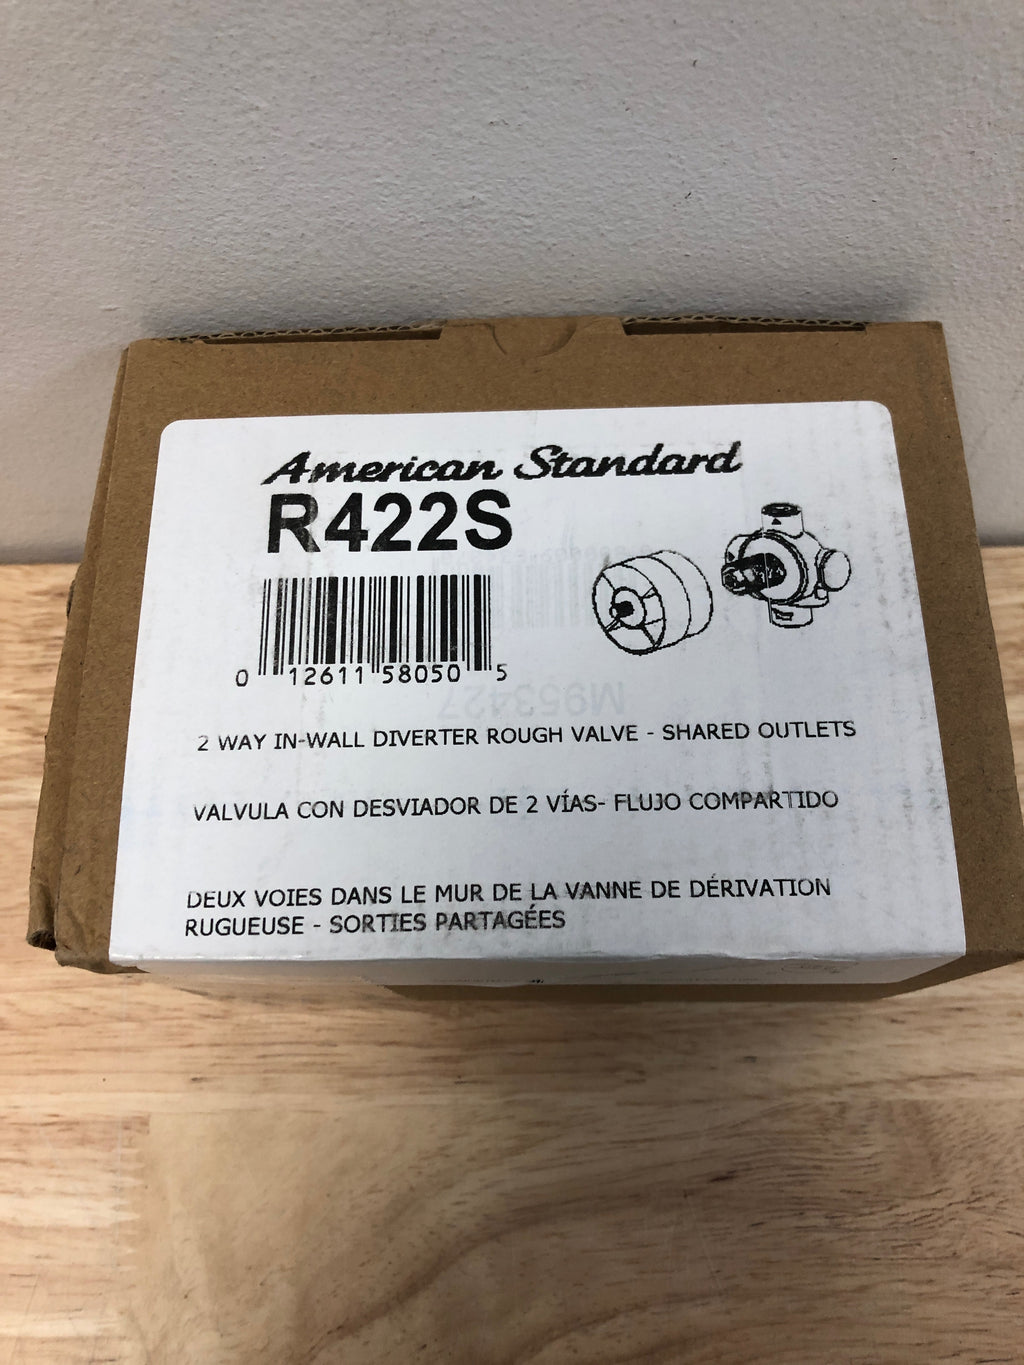 American Standard
R422S
0 12611 58050 5
M953427
2 WAY IN-WALL DIVERTER ROUGH VALVE - SHARED OUTLETS
VALVULA CON DESVIADOR DE 2 VÍAS- FLUJO COMPARTIDO
DEUX VOIES DANS LE MUR DE LA VANNE DE DÉRIVATION
RUGUEUSE - SORTIES PARTAGÉES